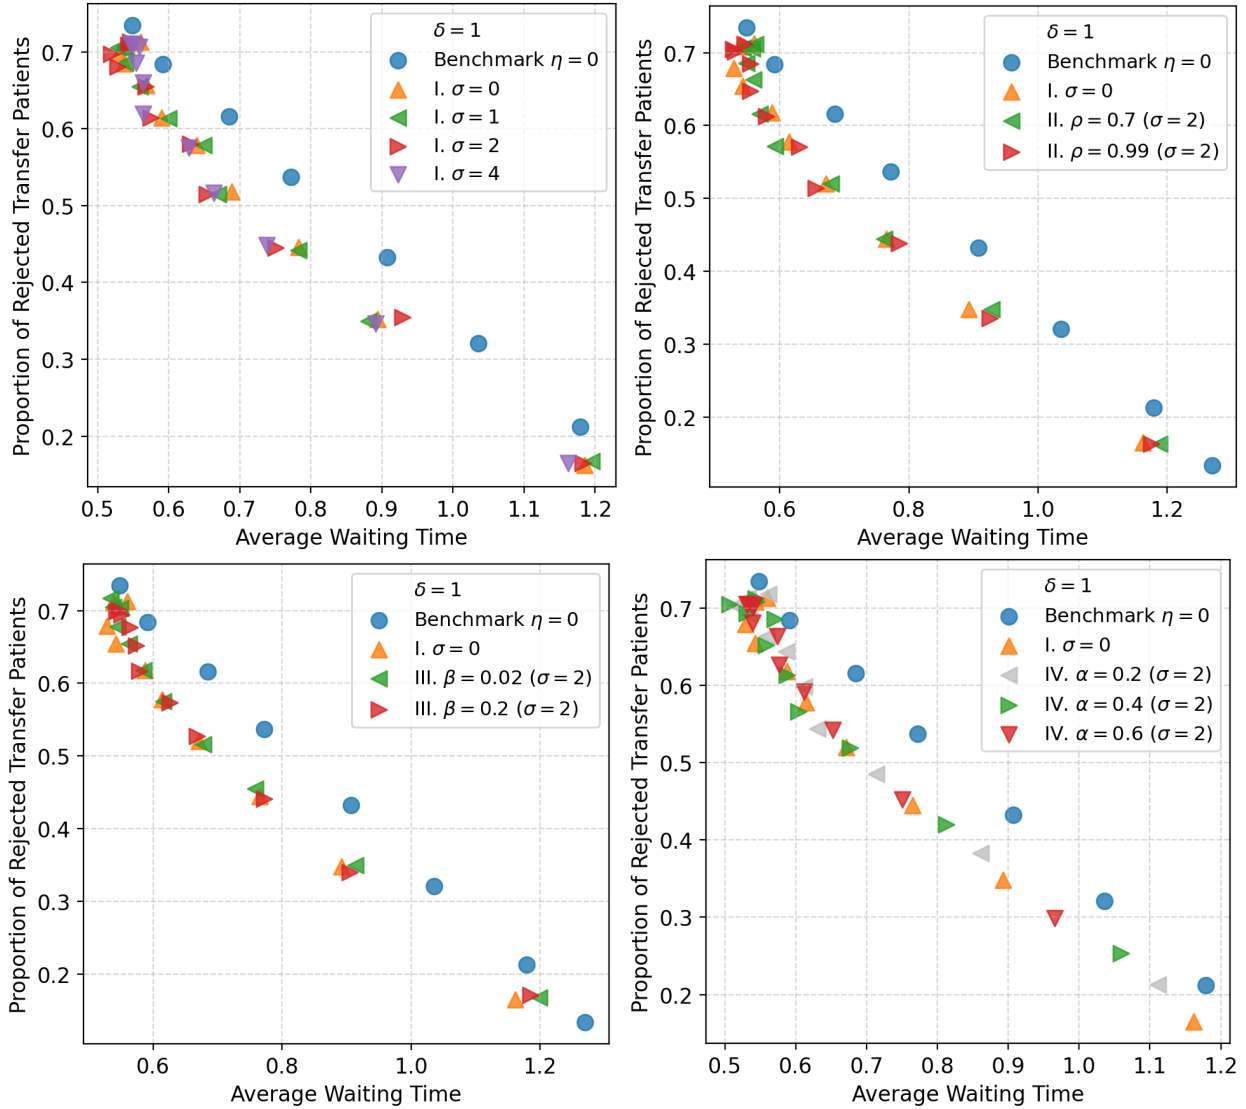 δ = 1
Benchmark η = 0
I. σ = 0
I. σ = 1
I. σ = 2
I. σ = 4
0.7
0.6
0.5
0.4
0.3
0.2
Proportion of Rejected Transfer Patients
0.5 0.6 0.7 0.8 0.9 1.0 1.1 1.2
Average Waiting Time
δ = 1
Benchmark η = 0
I. σ = 0
II. ρ = 0.7 (σ = 2)
II. ρ = 0.99 (σ = 2)
0.7
0.6
0.5
0.4
0.3
0.2
Proportion of Rejected Transfer Patients
0.6 0.8 1.0 1.2
Average Waiting Time
δ = 1
Benchmark η = 0
I. σ = 0
III. β = 0.02 (σ = 2)
III. β = 0.2 (σ = 2)
0.7
0.6
0.5
0.4
0.3
0.2
Proportion of Rejected Transfer Patients
0.6 0.8 1.0 1.2
Average Waiting Time
δ = 1
Benchmark η = 0
I. σ = 0
IV. α = 0.2 (σ = 2)
IV. α = 0.4 (σ = 2)
IV. α = 0.6 (σ = 2)
0.7
0.6
0.5
0.4
0.3
0.2
Proportion of Rejected Transfer Patients
0.5 0.6 0.7 0.8 0.9 1.0 1.1 1.2
Average Waiting Time